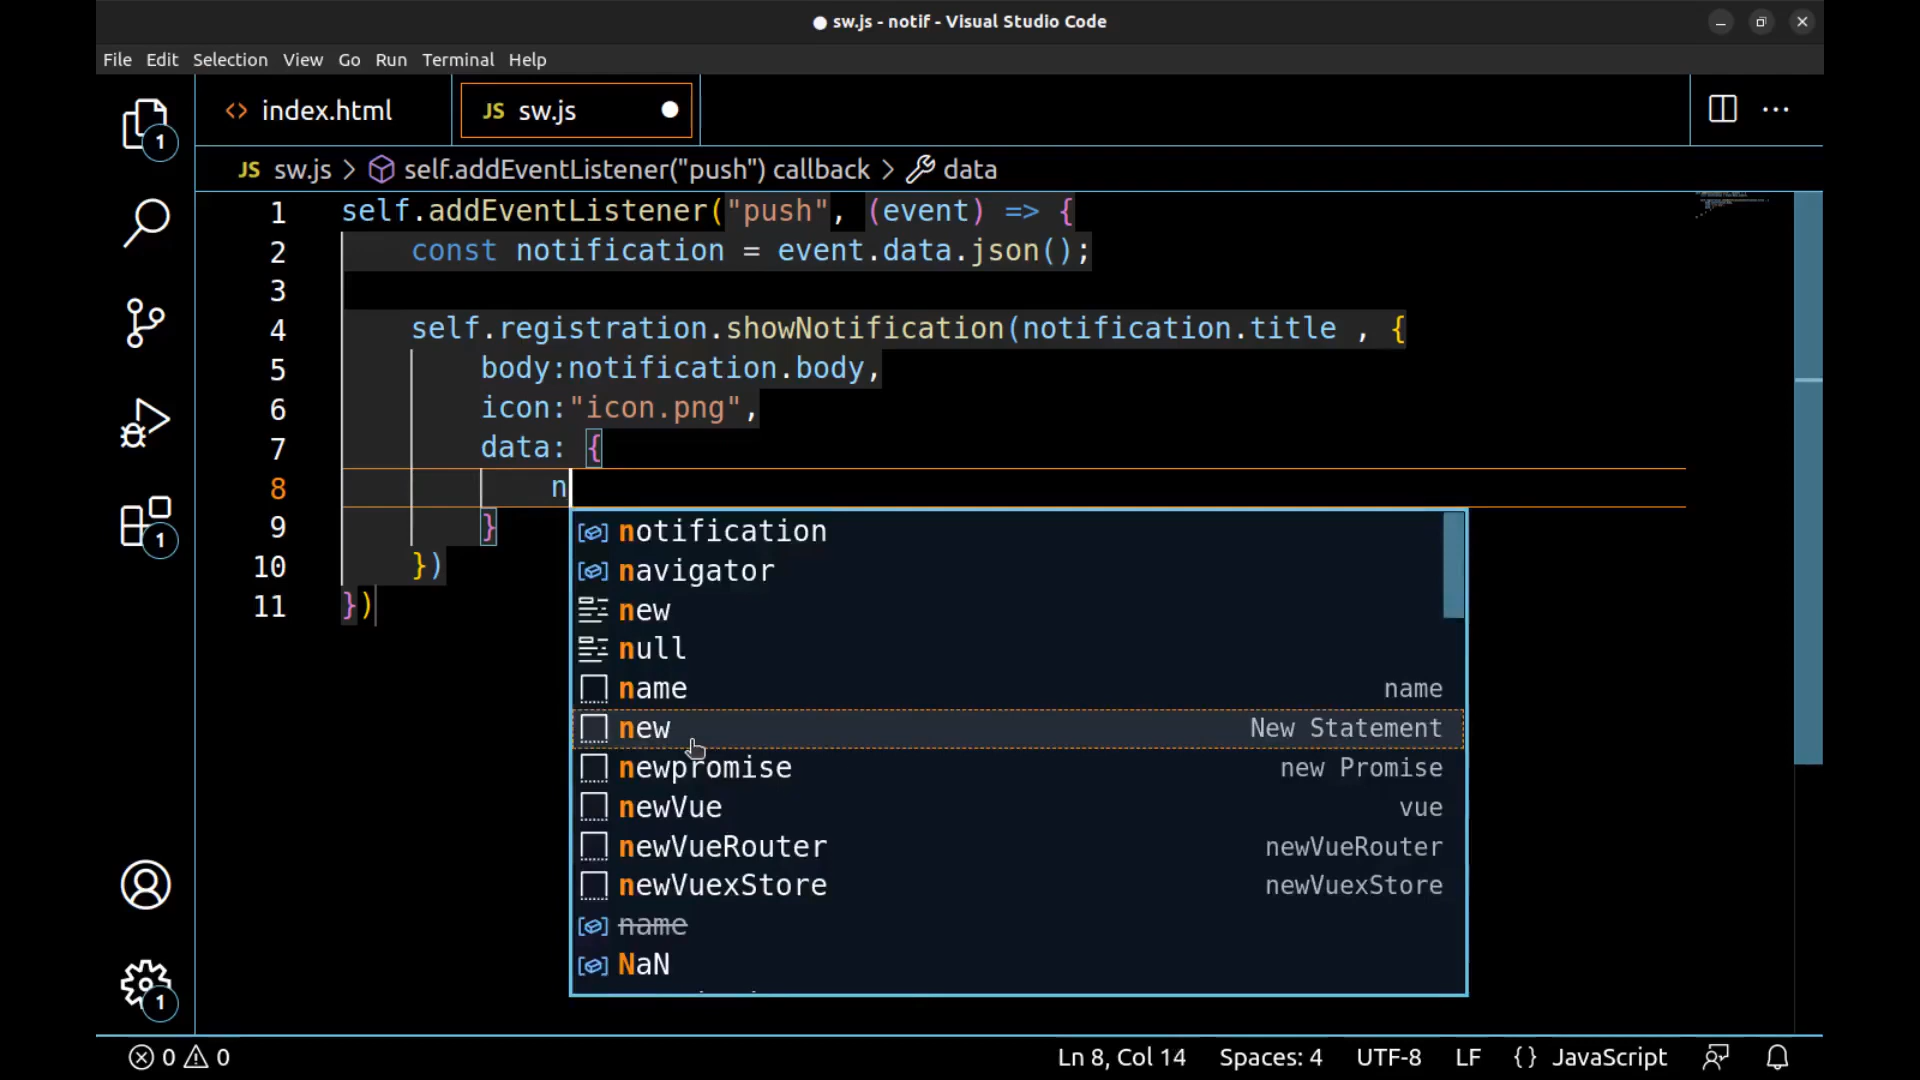 sw.js - notif - Visual Studio Code
File Edit Selection View Go Run Terminal Help
<> index.html JS sw.js
JS sw.js > self.addEventListener("push") callback > data
1 self.addEventListener("push", (event) => {
2 const notification = event.data.json();
3
4 self.registration.showNotification(notification.title , {
5 body:notification.body,
6 icon:"icon.png",
7 data: {
8 n
9 }
10 })
11 })
notification
navigator
new
null
name name
new New Statement
newpromise new Promise
newVue vue
newVueRouter newVueRouter
newVuexStore newVuexStore
name
NaN
1
1
1
0 0 Ln 8, Col 14 Spaces: 4 UTF-8 LF {} JavaScript